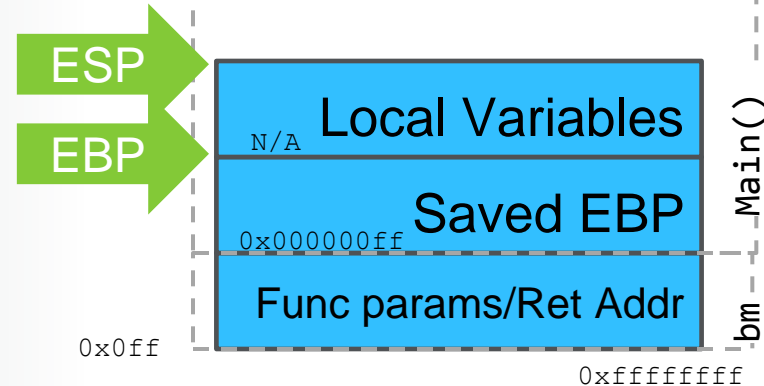 ESP
Local Variables
N/A
EBP
Saved EBP
0x000000ff
Func params/Ret Addr
0x0ff
0xffffffff
Main()
bm